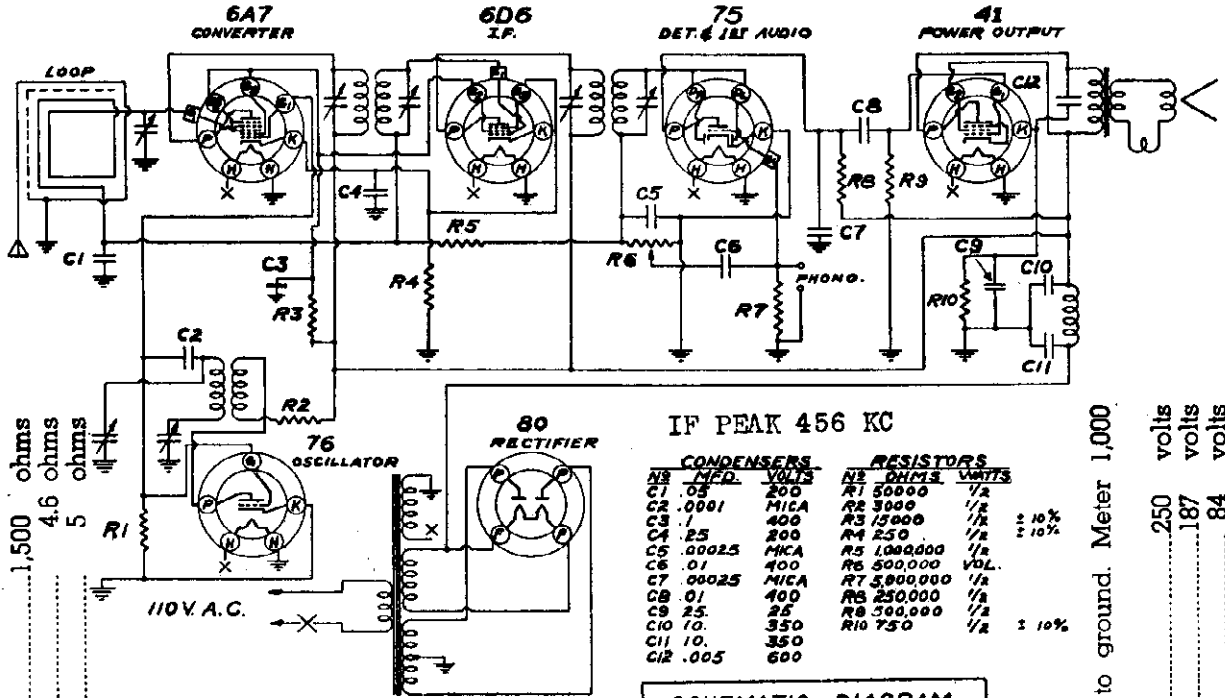 6A7
CONVERTER
6D6
I.F.
75
DET. & 1ST AUDIO
41
POWER OUTPUT
LOOP
C12
C8
R8
R9
C4
C5
R5
C7
C1
C3
R6
C6
C9
C10
R4
PHONO.
R3
R7
R10
C2
C11
R2
IF PEAK 456 KC
76
OSCILLATOR
80
RECTIFIER
R1
110 V. A.C.
CONDENSERS RESISTORS
No MFD. VOLTS No OHMS WATTS
C1 .05 200 R1 50000 1/2
C2 .0001 MICA R2 3000 1/2
C3 .1 400 R3 15000 1/2 ± 10%
C4 .25 200 R4 250 1/2 ± 10%
C5 .00025 MICA R5 1,000,000 1/2
C6 .01 400 R6 500,000 VOL.
C7 .00025 MICA R7 5,000,000 1/2
C8 .01 400 R8 250,000 1/2
C9 25. 25 R8 500,000 1/2
C10 10. 350 R10 750 1/2 ± 10%
C11 10. 350
C12 .005 600
SCHEMATIC DIAGRAM
1,500 ohms
4.6 ohms
5 ohms
to ground. Meter 1,000
250 volts
187 volts
84 volts